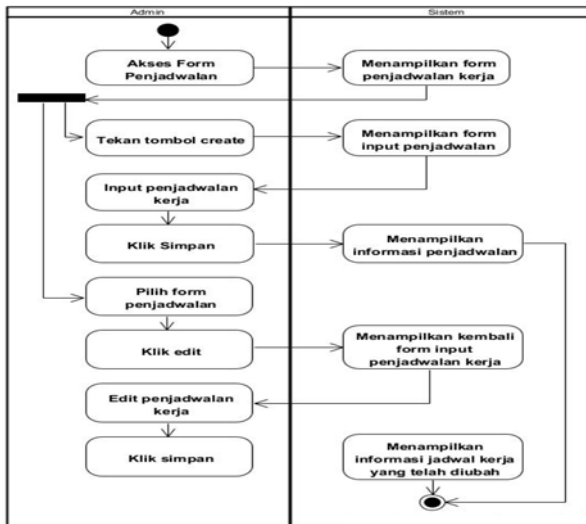 Admin
Sistem
Akses Form
Penjadwalan
Menampilkan form
penjadwalan kerja
Tekan tombol create
Menampilkan form
input penjadwalan
Input penjadwalan
kerja
Klik Simpan
Menampilkan
informasi penjadwalan
Pilih form
penjadwalan
Klik edit
Menampilkan kembali
form input
penjadwalan kerja
Edit penjadwalan
kerja
Klik simpan
Menampilkan
informasi jadwal kerja
yang telah diubah